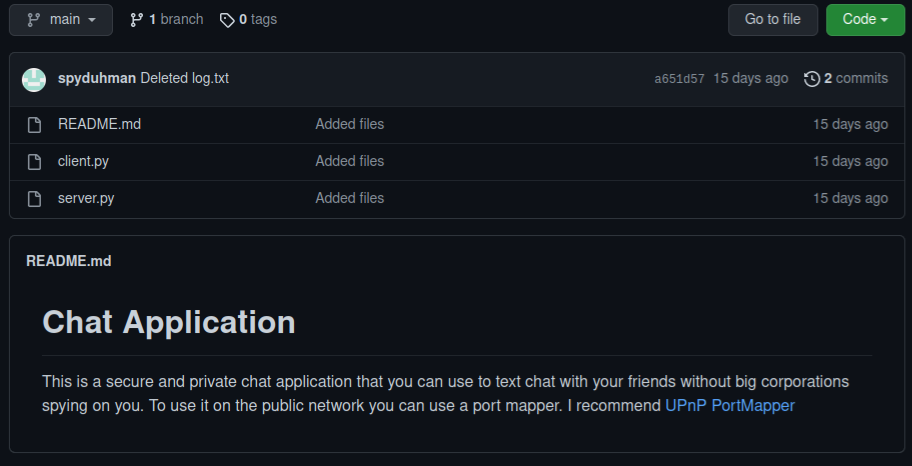 main 1 branch 0 tags Go to file Code
spyduhman Deleted log.txt a651d57 15 days ago 2 commits
README.md Added files 15 days ago
client.py Added files 15 days ago
server.py Added files 15 days ago
README.md
Chat Application
This is a secure and private chat application that you can use to text chat with your friends without big corporations
spying on you. To use it on the public network you can use a port mapper. I recommend UPnP PortMapper